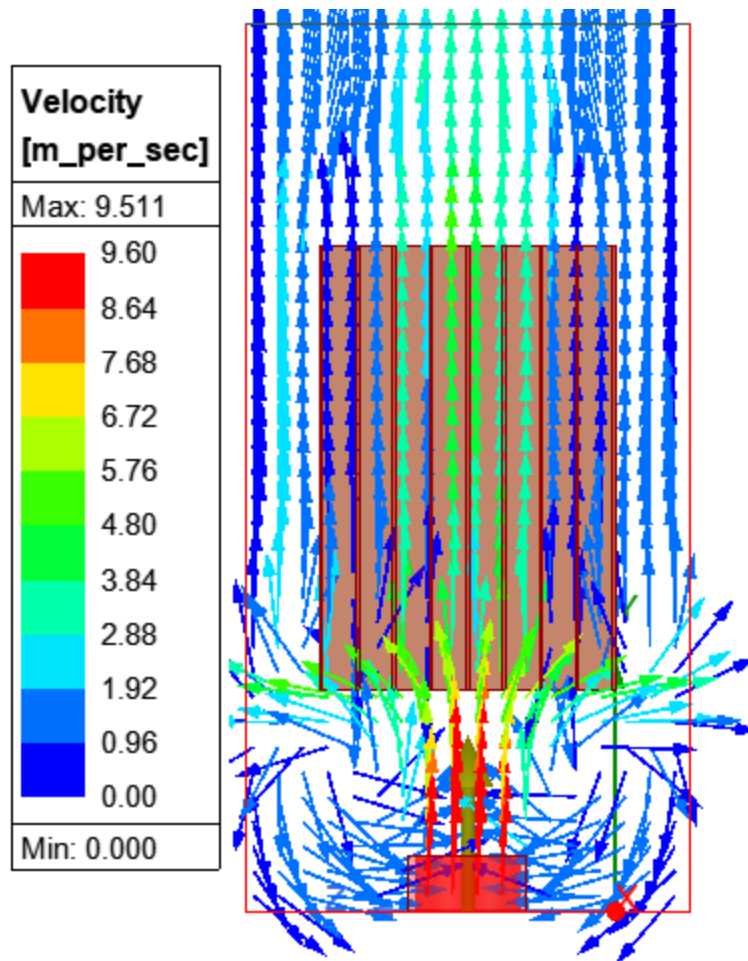 Velocity
[m_per_sec]
Max: 9.511
9.60
8.64
7.68
6.72
5.76
4.80
3.84
2.88
1.92
0.96
0.00
Min: 0.000
Y
X